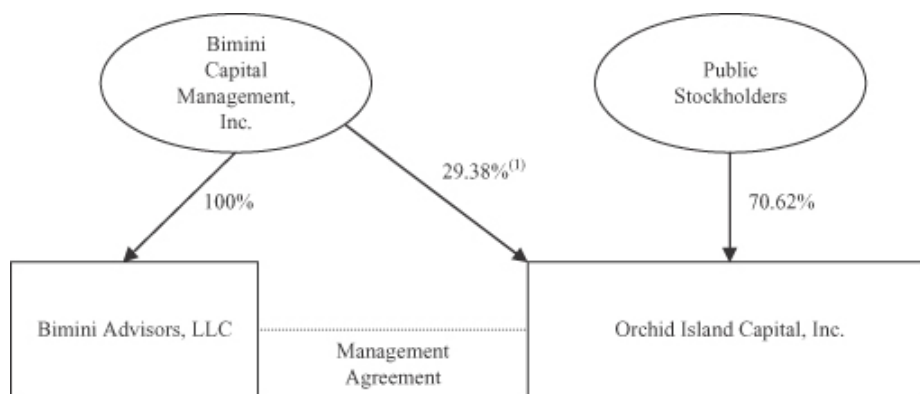 Bimini
Capital
Management,
Inc.
Public
Stockholders
29.38%(1)
100%
70.62%
Bimini Advisors, LLC
Orchid Island Capital, Inc.
Management
Agreement